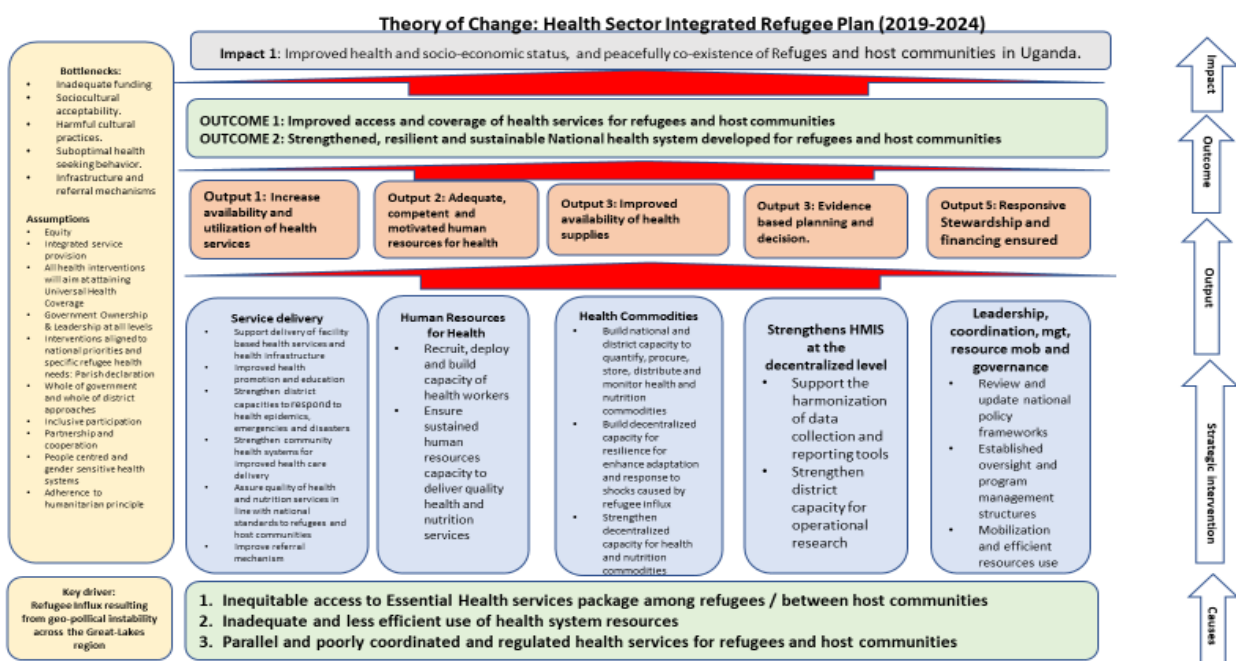 Theory of Change: Health Sector Integrated Refugee Plan (2019-2024)
Impact 1: Improved health and socio-economic status, and peacefully co-existence of Refuges and host communities in Uganda.
OUTCOME 1: Improved access and coverage of health services for refugees and host communities
OUTCOME 2: Strengthened, resilient and sustainable National health system developed for refugees and host communities
Output 1: Increase
availability and
utilization of health
services
Output 2: Adequate,
competent and
motivated human
resources for health
Output 3: Improved
availability of health
supplies
Output 3: Evidence
based planning and
decision.
Output 5: Responsive
Stewardship and
financing ensured
Bottlenecks:
• Inadequate funding
• Sociocultural
acceptability.
• Harmful cultural
practices.
• Suboptimal health
seeking behavior.
• Infrastructure and
referral mechanisms
Assumptions
• Equity
• Integrated service
provision
• All health interventions
will aim at attaining
Universal Health
Coverage
• Government Ownership
& Leadership at all levels
• Interventions aligned to
national priorities and
specific refugee health
needs: Parish declaration
• Whole of government
and whole of district
approaches
• Inclusive participation
• Partnership and
cooperation
• People centred and
gender sensitive health
systems
• Adherence to
humanitarian principle
Service delivery
• Support delivery of facility
based health services and
health infrastructure
• Improved health
promotion and education
• Strengthen district
capacities to respond to
health epidemics,
emergencies and disasters
• Strengthen community
health systems for
Improved health care
delivery
• Assure quality of health
and nutrition services in
line with national
standards to refugees and
host communities
• Improve referral
mechanism
Human Resources
for Health
• Recruit, deploy
and build
capacity of
health workers
• Ensure
sustained
human
resources
capacity to
deliver quality
health and
nutrition
services
Health Commodities
• Build national and
district capacity to
quantify, procure,
store, distribute and
monitor health and
nutrition
commodities
• Build decentralized
capacity for
resilience for
enhance adaptation
and response to
shocks caused by
refugee influx
• Strengthen
decentralized
capacity for health
and nutrition
commodities
Strengthens HMIS
at the
decentralized level
• Support the
harmonization
of data
collection and
reporting tools
• Strengthen
district
capacity for
operational
research
Leadership,
coordination, mgt,
resource mob and
governance
• Review and
update national
policy
frameworks
• Established
oversight and
program
management
structures
• Mobilization
and efficient
resources use
Key driver:
Refugee Influx resulting
from geo-polical instability
across the Great-Lakes
region
1. Inequitable access to Essential Health services package among refugees / between host communities
2. Inadequate and less efficient use of health system resources
3. Parallel and poorly coordinated and regulated health services for refugees and host communities
Impact
Outcome
Output
Strategic intervention
Causes